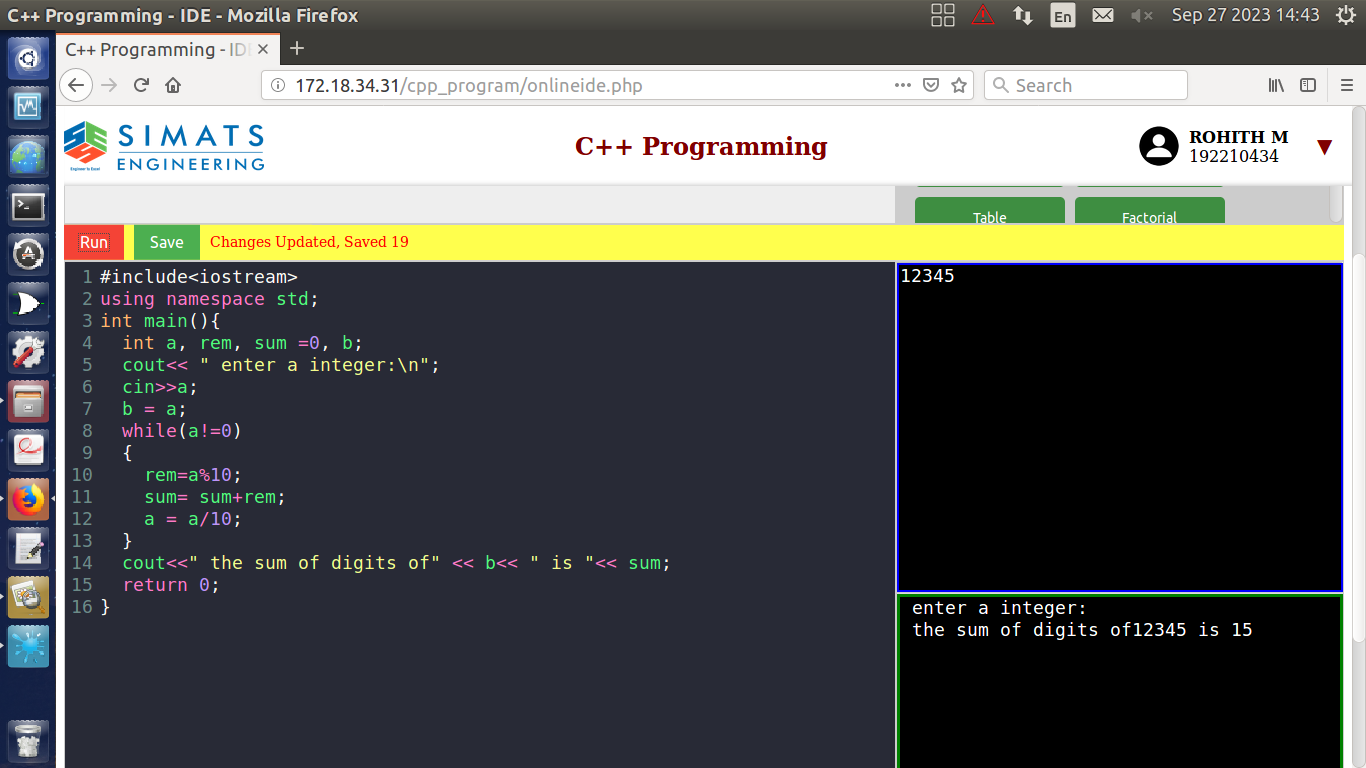 C++ Programming - IDE - Mozilla Firefox
En
Sep 27 2023 14:43
C++ Programming - IDE
172.18.34.31/cpp_program/onlineide.php
Search
SIMATS
ENGINEERING
Engineer to Excel
C++ Programming
ROHITH M
192210434
Table
Factorial
Run
Save
Changes Updated, Saved 19
1 #include<iostream>
2 using namespace std;
3 int main(){
4 int a, rem, sum =0, b;
5 cout<< " enter a integer:\n";
6 cin>>a;
7 b = a;
8 while(a!=0)
9 {
10 rem=a%10;
11 sum= sum+rem;
12 a = a/10;
13 }
14 cout<<" the sum of digits of" << b<< " is "<< sum;
15 return 0;
16 }
12345
enter a integer:
the sum of digits of12345 is 15